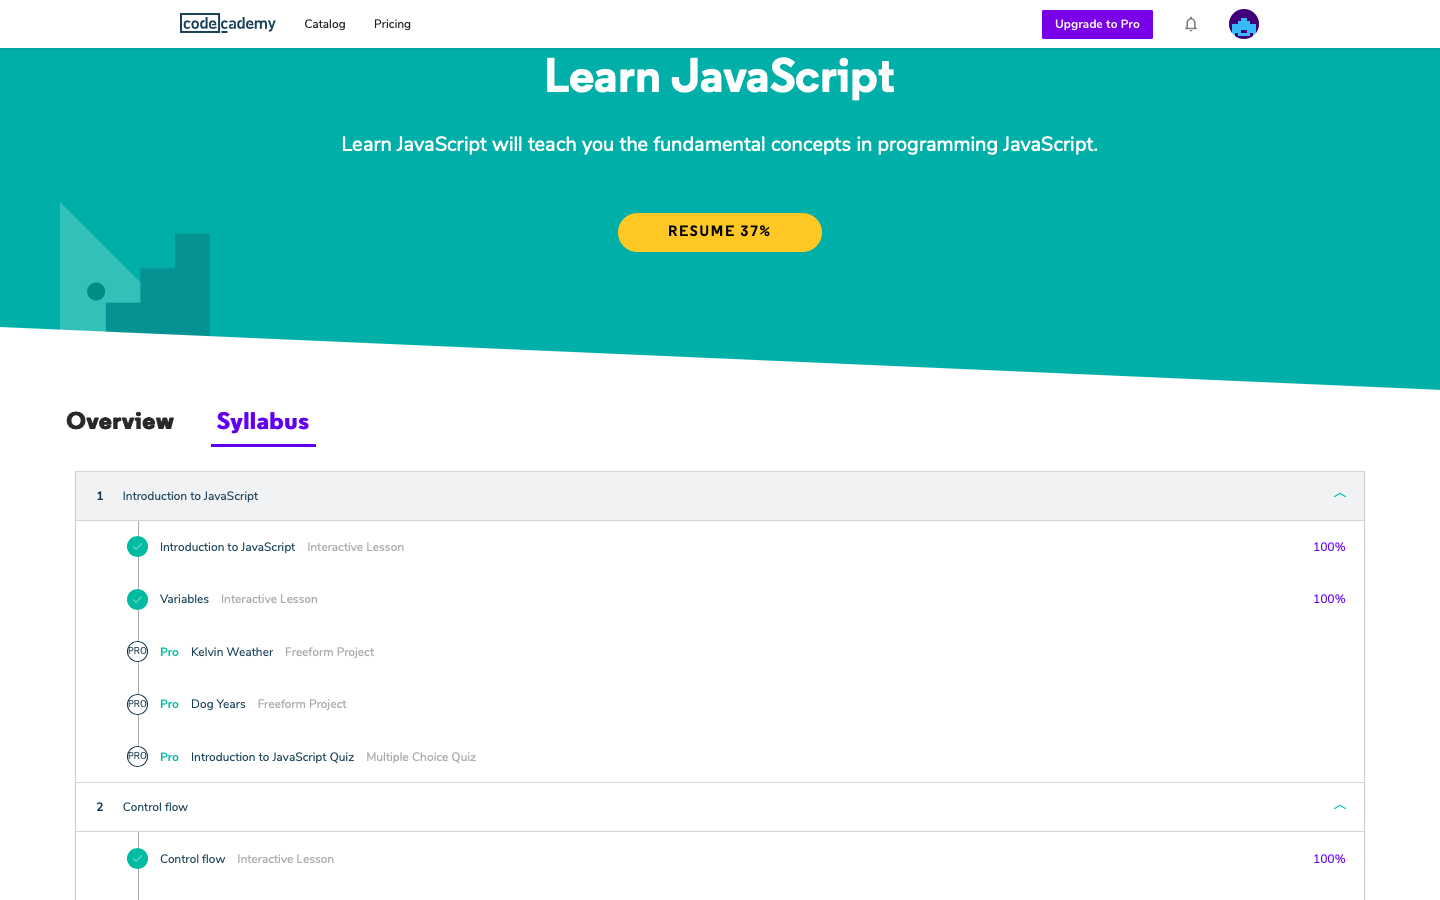 codecademy Catalog Pricing Upgrade to Pro
Learn JavaScript
Learn JavaScript will teach you the fundamental concepts in programming JavaScript.
RESUME 37%
Overview Syllabus
1 Introduction to JavaScript
Introduction to JavaScript Interactive Lesson 100%
Variables Interactive Lesson 100%
PRO Pro Kelvin Weather Freeform Project
PRO Pro Dog Years Freeform Project
PRO Pro Introduction to JavaScript Quiz Multiple Choice Quiz
2 Control flow
Control flow Interactive Lesson 100%